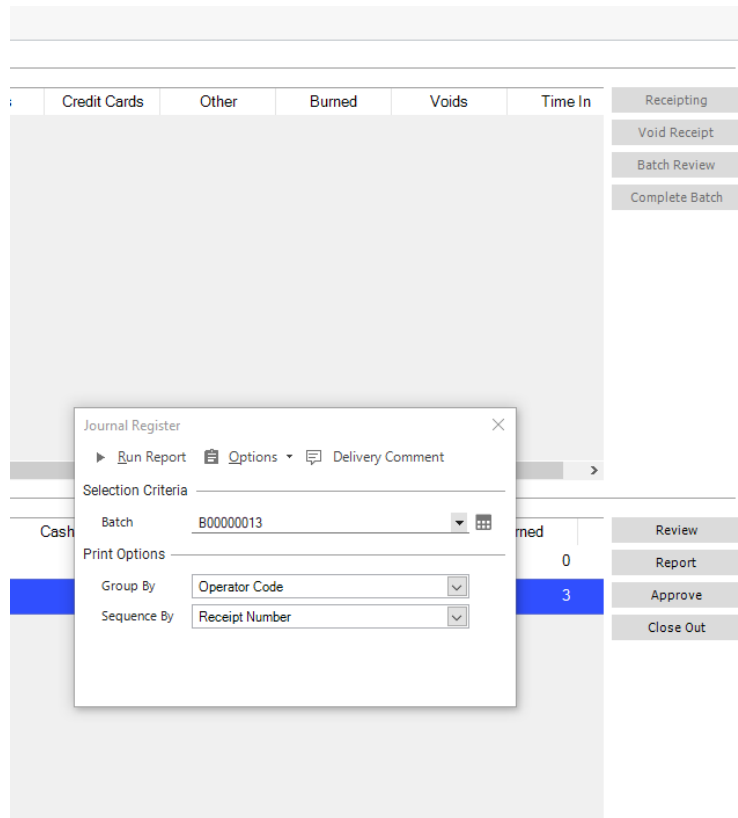 Credit Cards Other Burned Voids Time In Receipting
Void Receipt
Batch Review
Complete Batch
Journal Register
Run Report Options Delivery Comment
Selection Criteria
Batch B00000013
Cash
Review
Print Options
0 Report
Group By Operator Code
3 Approve
Sequence By Receipt Number
Close Out